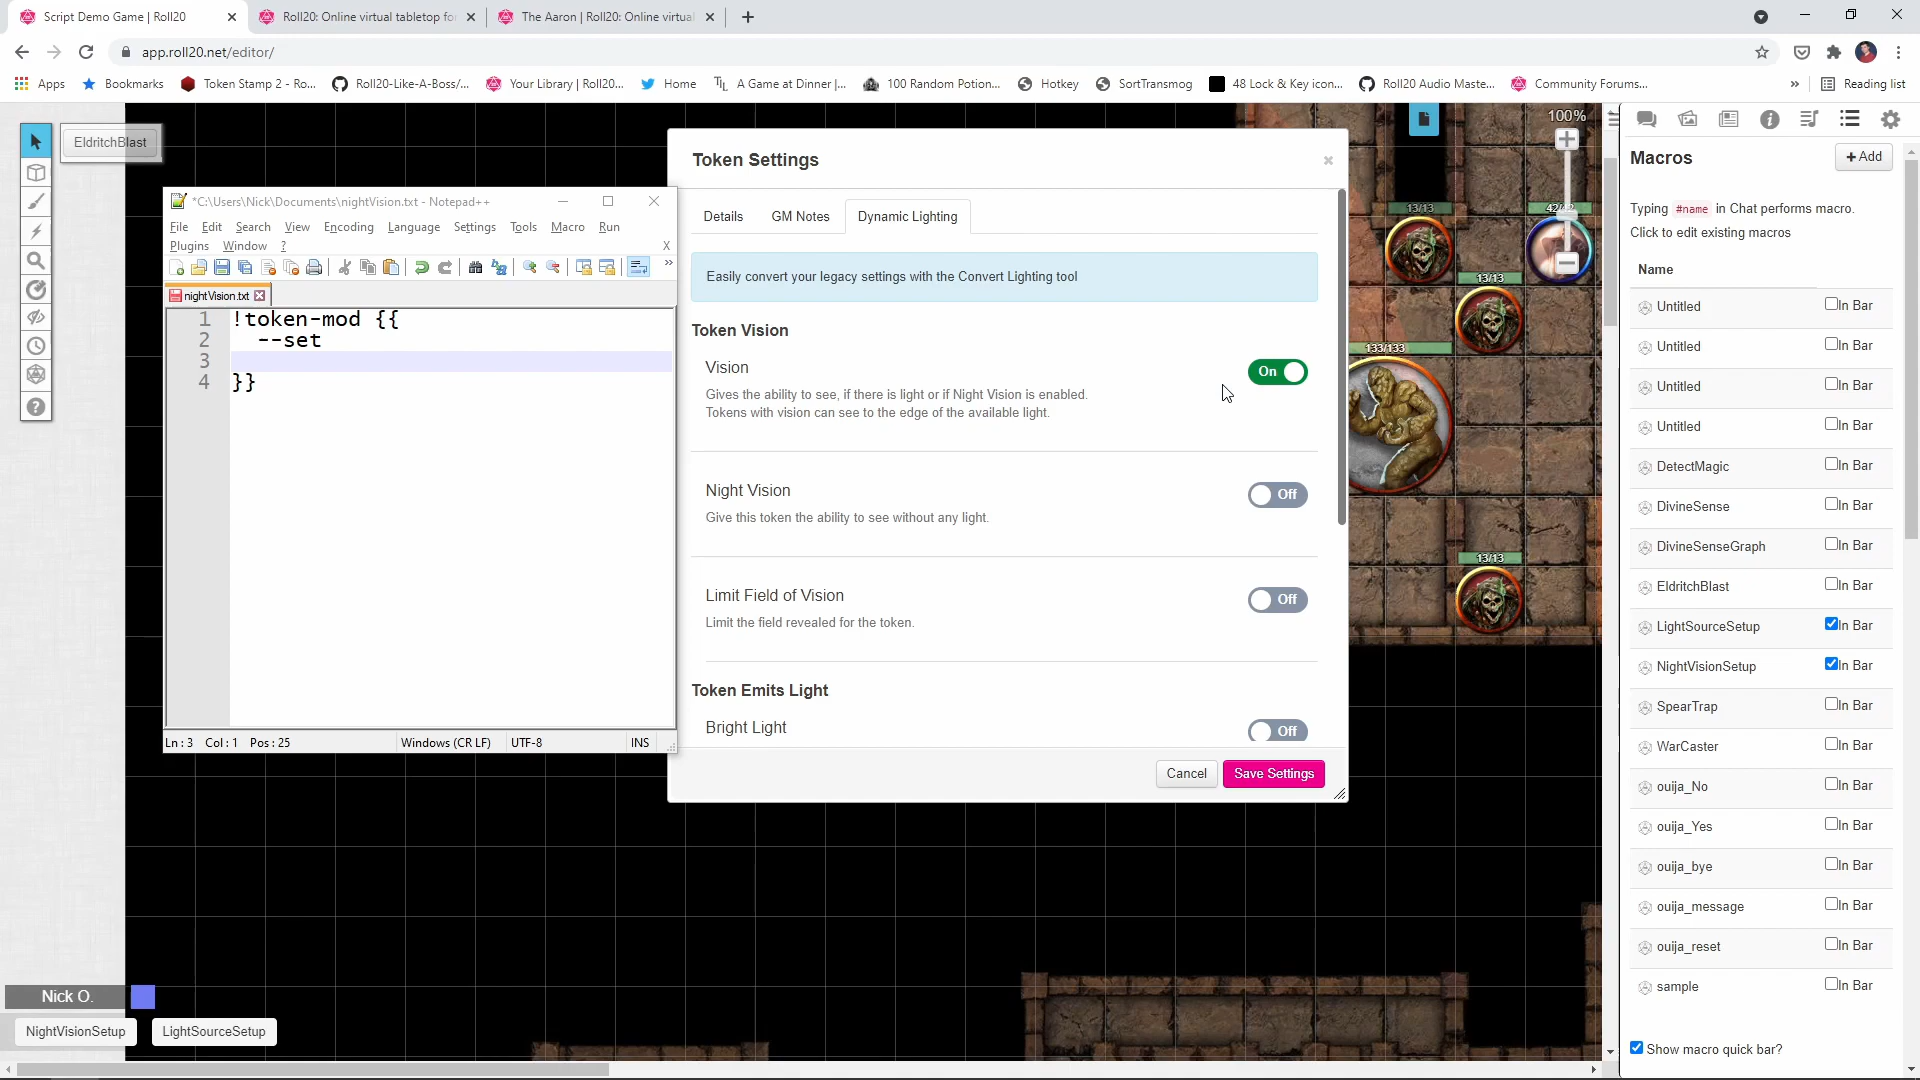 Script Demo Game | Roll20
Roll20: Online virtual tabletop fo
The Aaron | Roll20: Online virtua
app.roll20.net/editor/
Apps
Bookmarks
Token Stamp 2 - Ro...
Roll20-Like-A-Boss/...
Your Library | Roll20...
Home
A Game at Dinner |...
100 Random Potion...
Hotkey
SortTransmog
48 Lock & Key icon...
Roll20 Audio Maste...
Community Forums...
»
Reading list
EldritchBlast
*C:\Users\Nick\Documents\nightVision.txt - Notepad++
File Edit Search View Encoding Language Settings Tools Macro Run
Plugins Window ? X
nightVision.txt
1 !token-mod {{
2 --set
3
4 }}
Ln: 3 Col: 1 Pos: 25
Windows (CR LF)
UTF-8
INS
Token Settings
Details
GM Notes
Dynamic Lighting
Easily convert your legacy settings with the Convert Lighting tool
Token Vision
Vision
On
Gives the ability to see, if there is light or if Night Vision is enabled.
Tokens with vision can see to the edge of the available light.
Night Vision
Off
Give this token the ability to see without any light.
Limit Field of Vision
Off
Limit the field revealed for the token.
Token Emits Light
Bright Light
Off
Cancel
Save Settings
100%
13/13
13/13
133/133
13/13
Macros
+ Add
Typing #name in Chat performs macro.
Click to edit existing macros
Name
Untitled In Bar
Untitled In Bar
Untitled In Bar
Untitled In Bar
DetectMagic In Bar
DivineSense In Bar
DivineSenseGraph In Bar
EldritchBlast In Bar
LightSourceSetup In Bar
NightVisionSetup In Bar
SpearTrap In Bar
WarCaster In Bar
ouija_No In Bar
ouija_Yes In Bar
ouija_bye In Bar
ouija_message In Bar
ouija_reset In Bar
sample In Bar
Show macro quick bar?
Nick O.
NightVisionSetup
LightSourceSetup